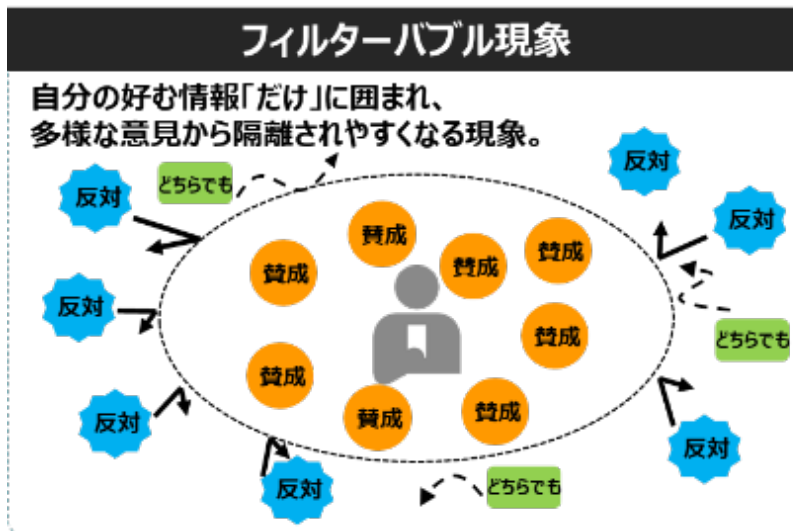 フィルターバブル現象
自分の好む情報「だけ」に囲まれ、
多様な意見から隔離されやすくなる現象。
反対
どちらでも
反対
反対
賛成
賛成
賛成
賛成
反対
賛成
どちらでも
賛成
反対
賛成
賛成
反対
反対
どちらでも